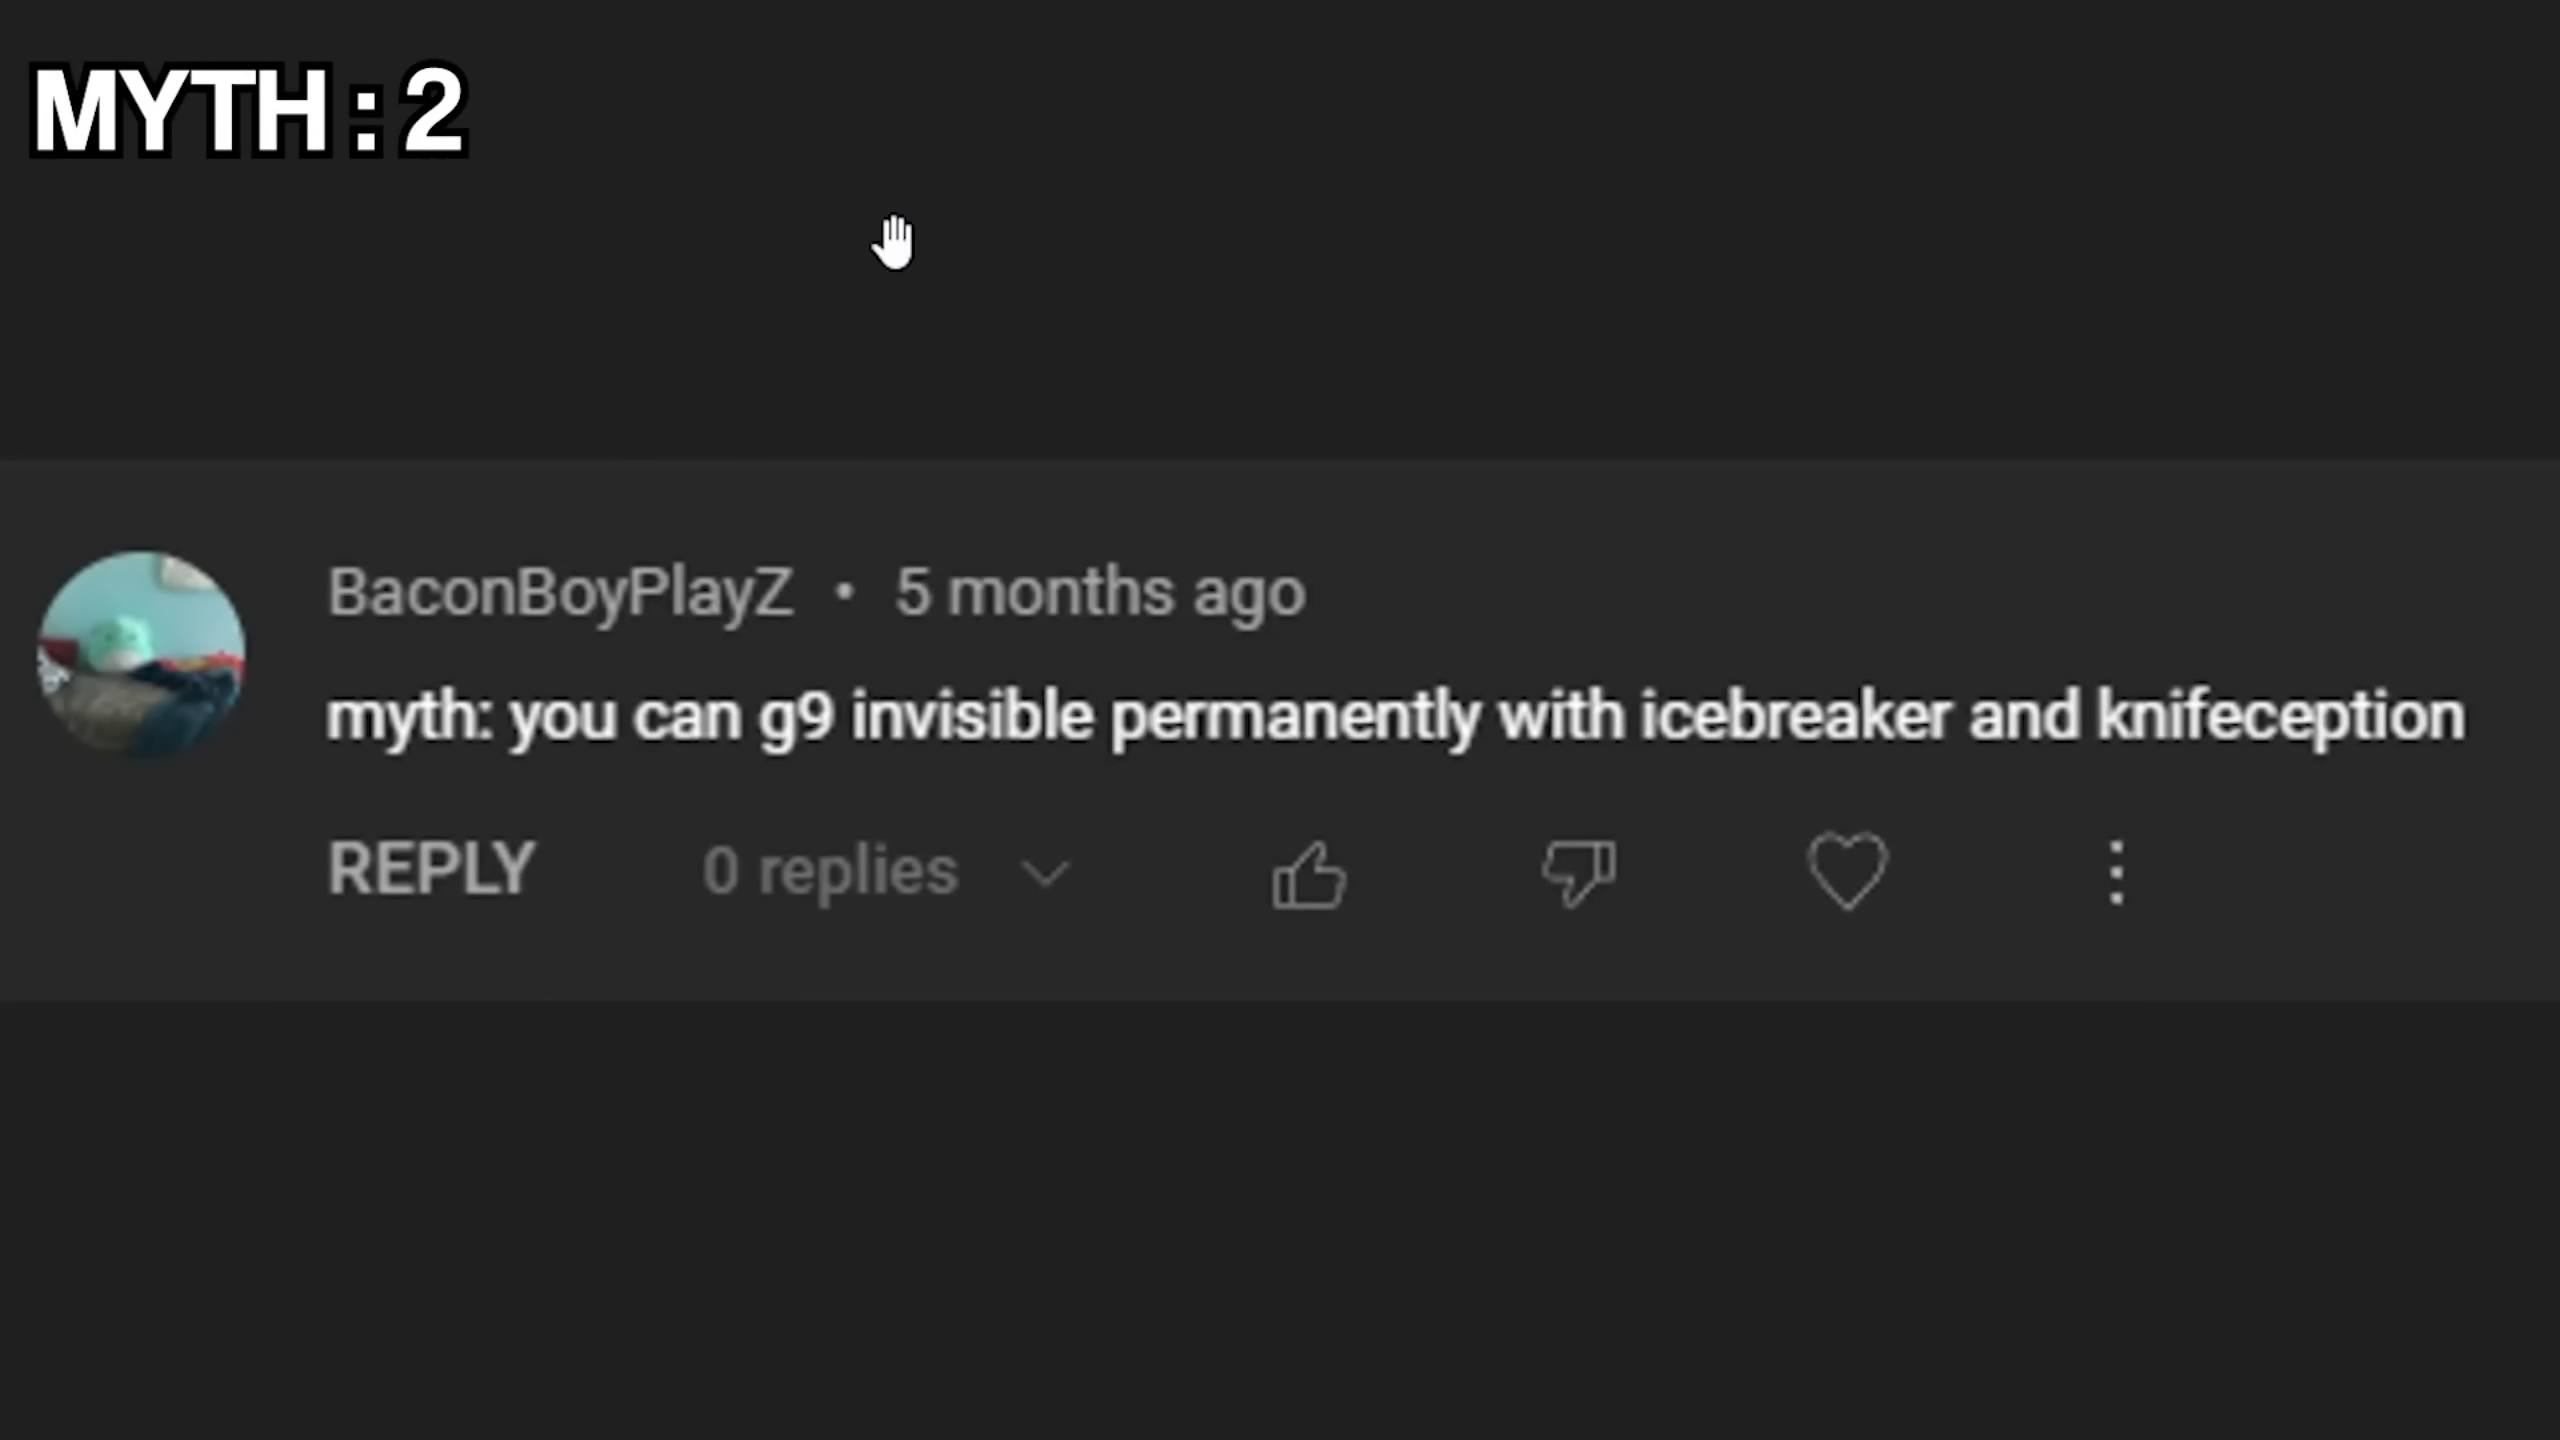 MYTH:2
BaconBoyPlayZ • 5 months ago
myth: you can g9 invisible permanently with icebreaker and knifeception
REPLY 0 replies